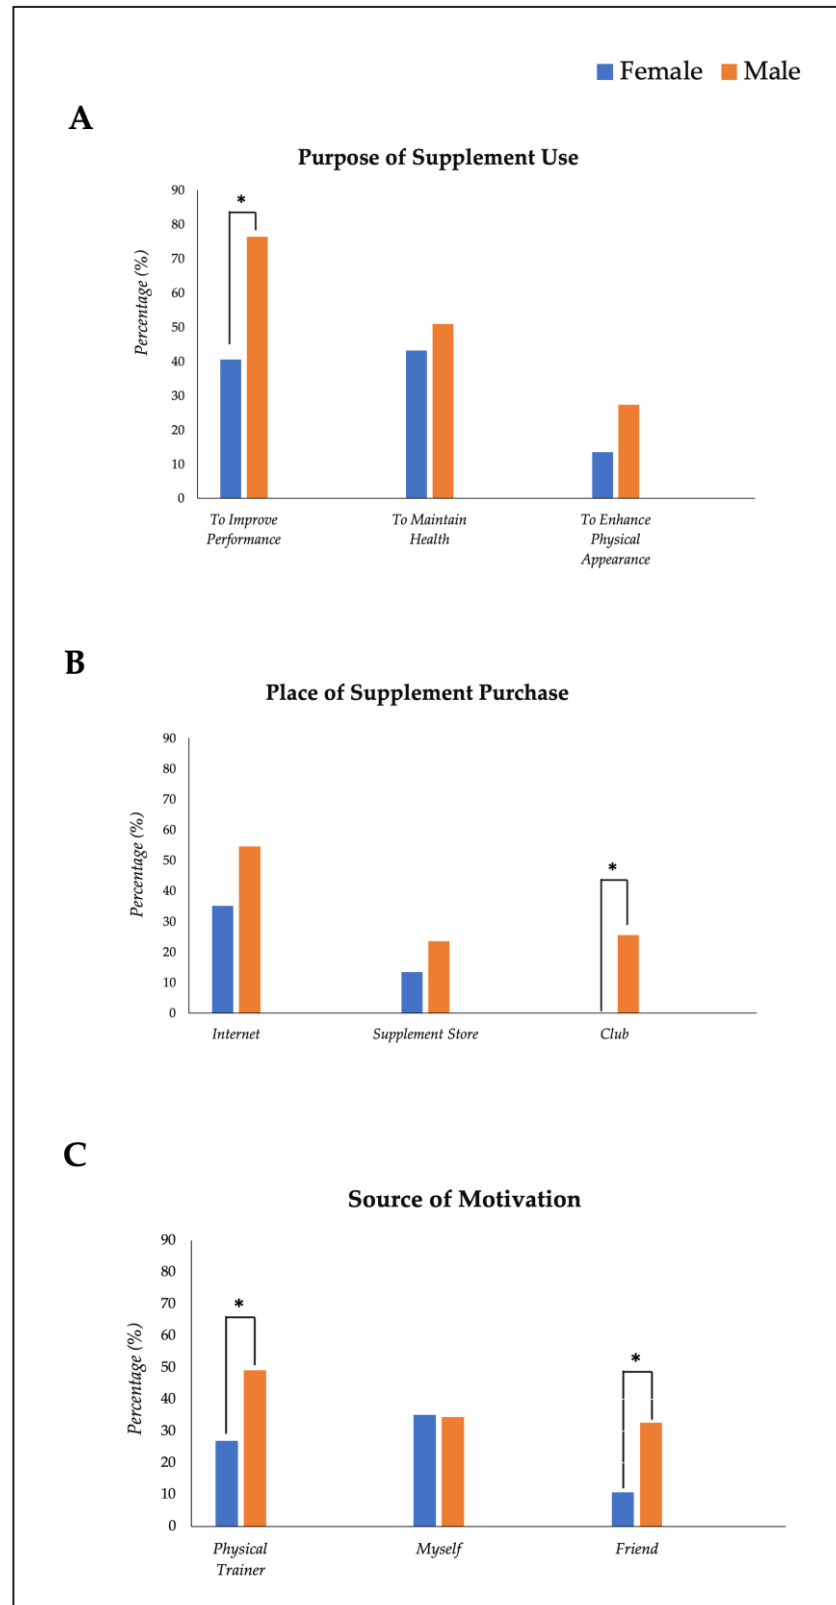 Female Male
A
Purpose of Supplement Use
Percentage (%)
90
80
70
60
50
40
30
20
10
0
*
To Improve
Performance
To Maintain
Health
To Enhance
Physical
Appearance
B
Place of Supplement Purchase
Percentage (%)
90
80
70
60
50
40
30
20
10
0
*
Internet
Supplement Store
Club
C
Source of Motivation
Percentage (%)
90
80
70
60
50
40
30
20
10
0
*
*
Physical
Trainer
Myself
Friend